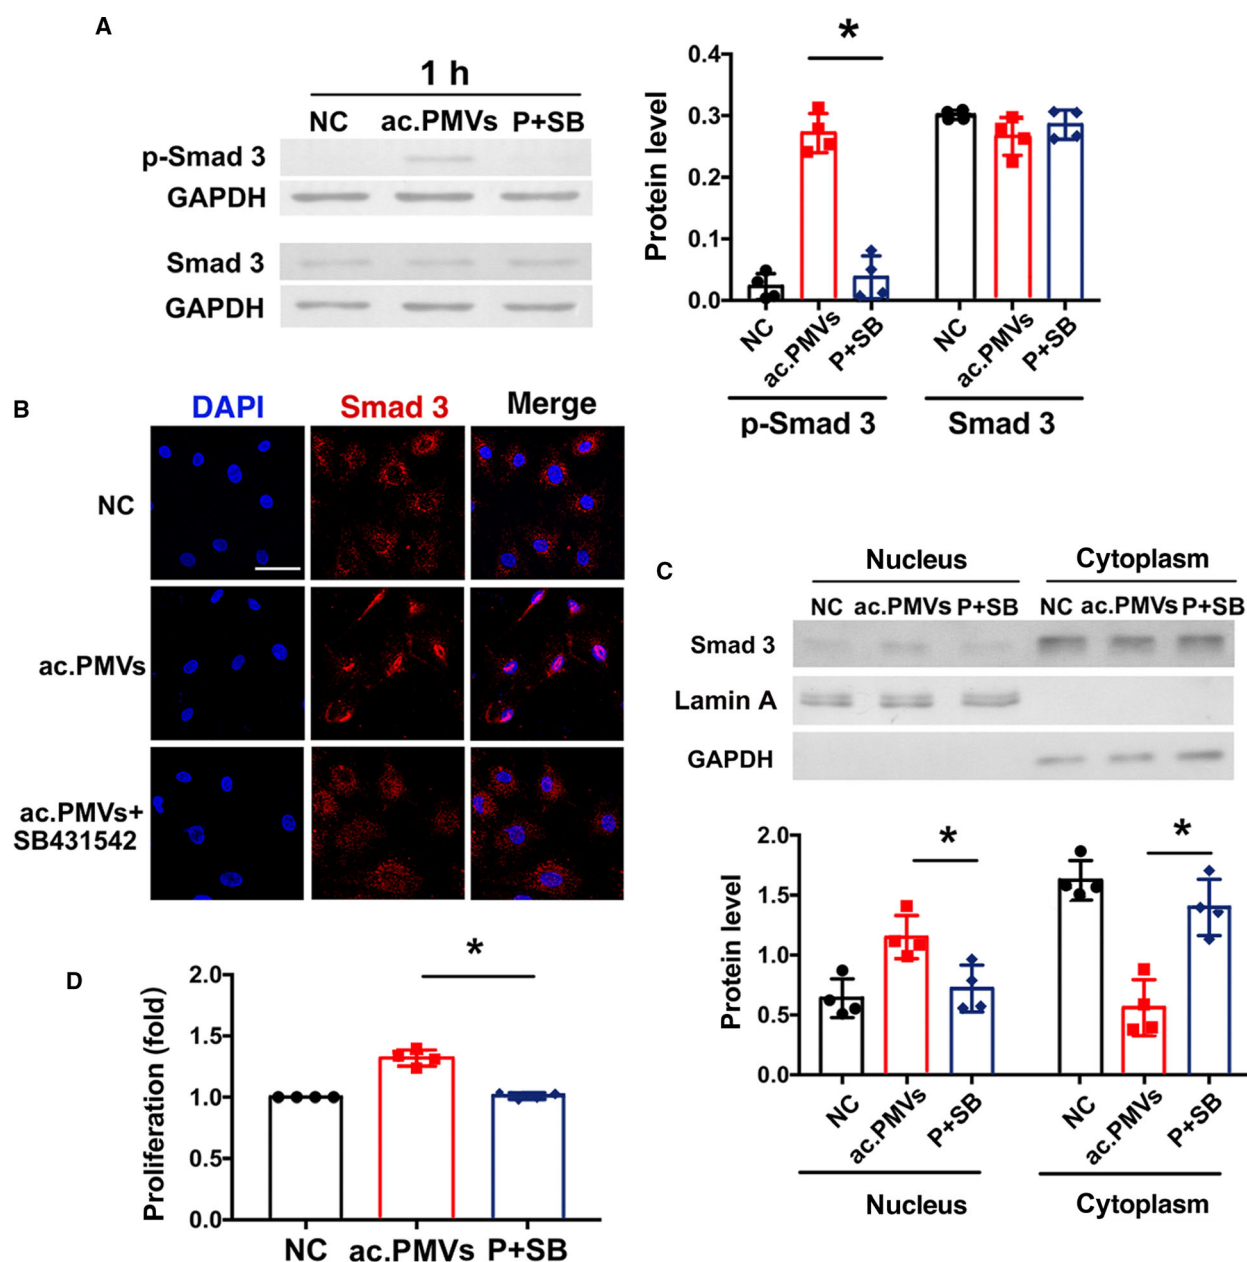 A
1 h
NC ac.PMVs P+SB
p-Smad 3
GAPDH
Smad 3
GAPDH
*
Protein level
0.4
0.3
0.2
0.1
0.0
NC ac.PMVs P+SB NC ac.PMVs P+SB
p-Smad 3 Smad 3
B
DAPI Smad 3 Merge
NC
ac.PMVs
ac.PMVs+
SB431542
C
Nucleus Cytoplasm
NC ac.PMVs P+SB NC ac.PMVs P+SB
Smad 3
Lamin A
GAPDH
* *
Protein level
2.0
1.5
1.0
0.5
0.0
NC ac.PMVs P+SB NC ac.PMVs P+SB
Nucleus Cytoplasm
D
*
Proliferation (fold)
2.0
1.5
1.0
0.5
0.0
NC ac.PMVs P+SB